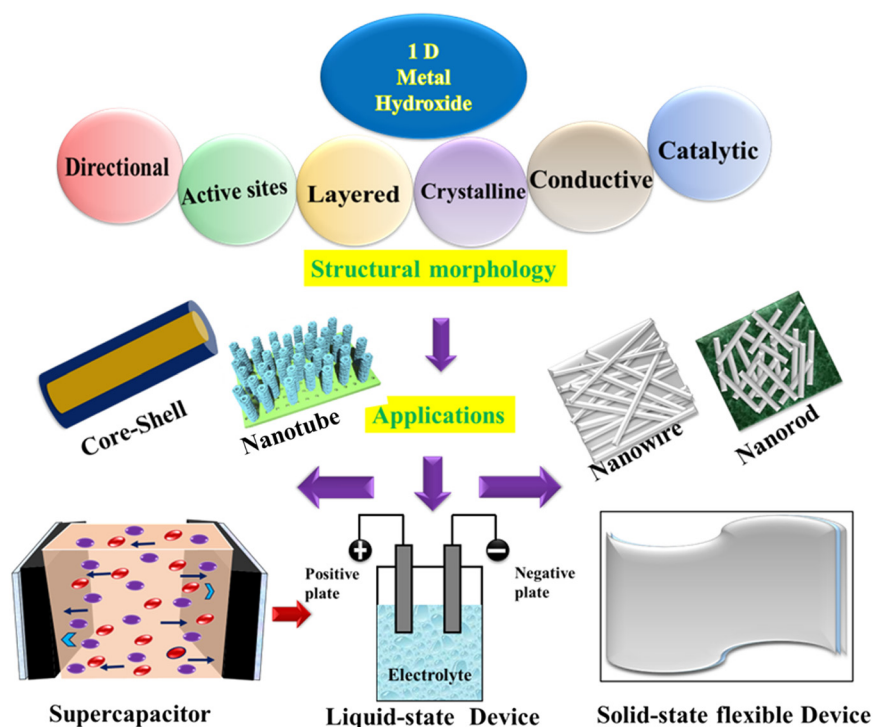 1 D
Metal
Hydroxide
Directional
Active sites
Layered
Crystalline
Conductive
Catalytic
Structural morphology
Core-Shell
Nanotube
Applications
Nanowire
Nanorod
+
−
Positive
plate
Negative
plate
Electrolyte
Supercapacitor
Liquid-state Device
Solid-state flexible Device